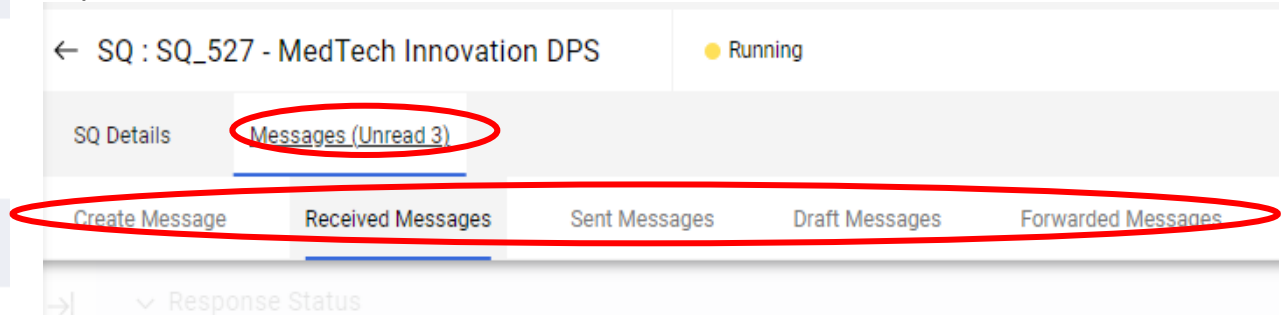 ← SQ : SQ_527 - MedTech Innovation DPS Running
SQ Details Messages (Unread 3)
Create Message Received Messages Sent Messages Draft Messages Forwarded Messages
Response Status